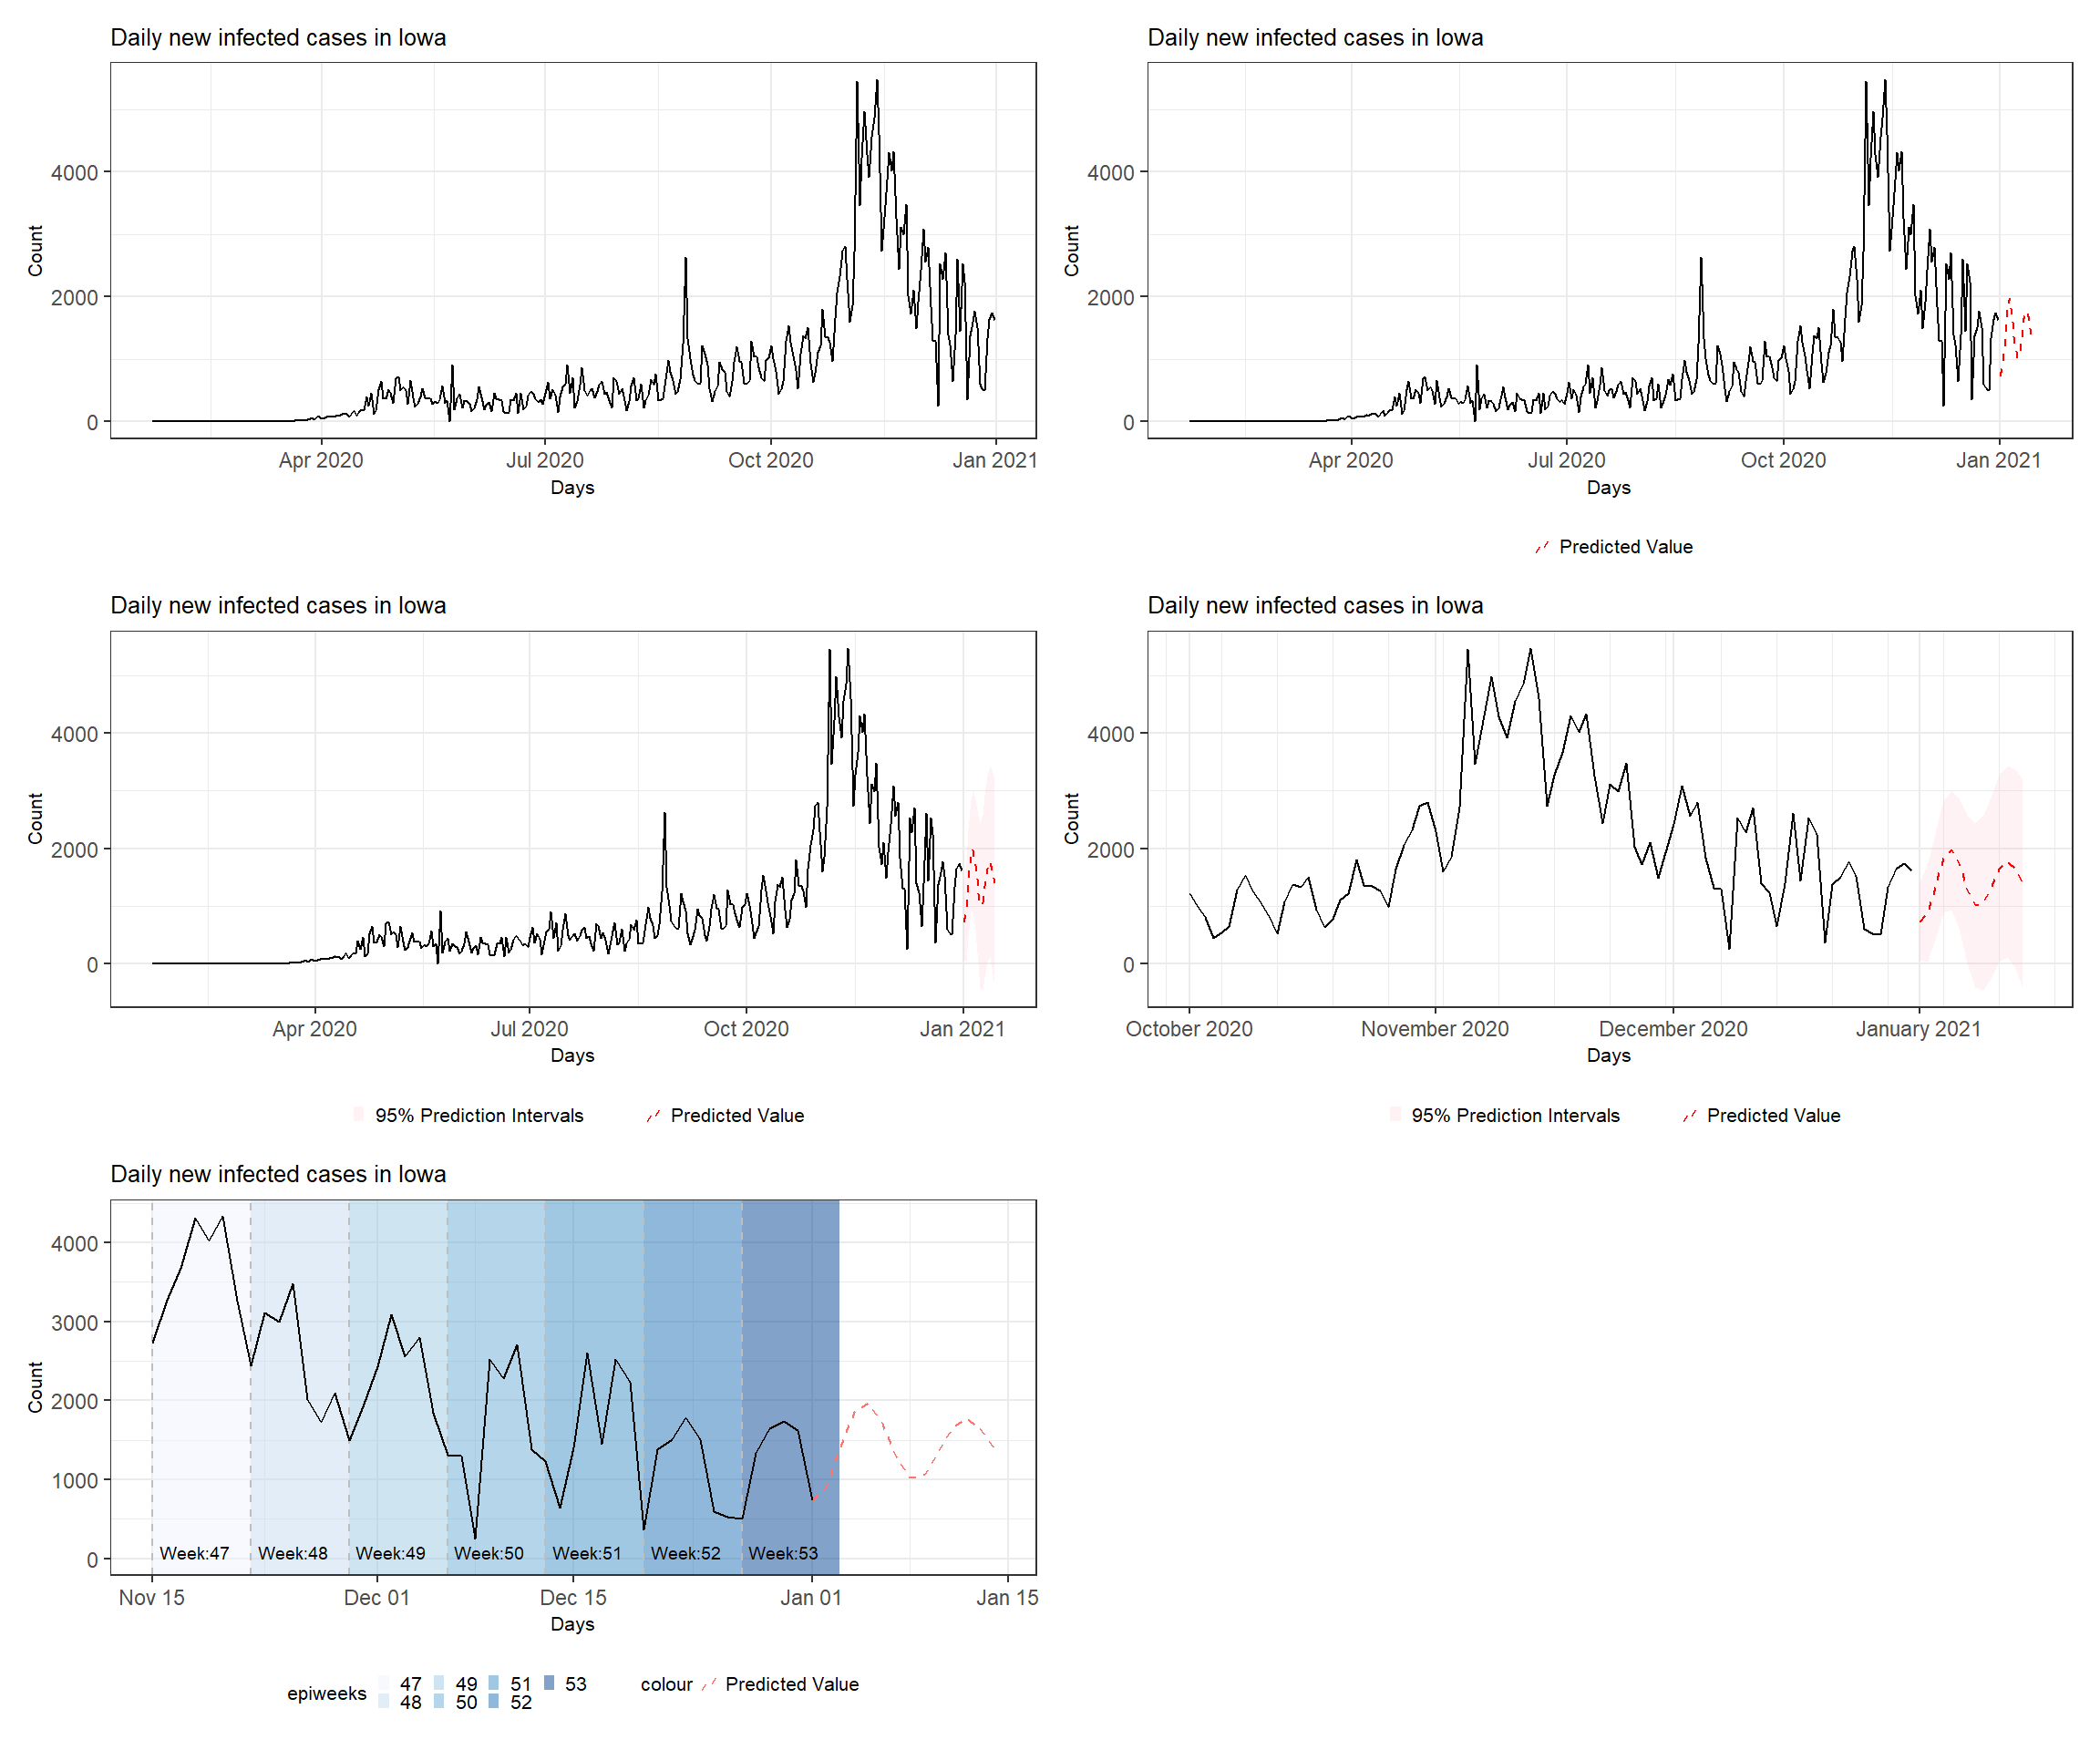 Daily new infected cases in Iowa
Count
4000
2000
0
Apr 2020 Jul 2020 Oct 2020 Jan 2021
Days
Daily new infected cases in Iowa
Count
4000
2000
0
Apr 2020 Jul 2020 Oct 2020 Jan 2021
Days
Predicted Value
Daily new infected cases in Iowa
Count
4000
2000
0
Apr 2020 Jul 2020 Oct 2020 Jan 2021
Days
95% Prediction Intervals Predicted Value
Daily new infected cases in Iowa
Count
4000
2000
0
October 2020 November 2020 December 2020 January 2021
Days
95% Prediction Intervals Predicted Value
Daily new infected cases in Iowa
Count
4000
3000
2000
1000
0
Week:47 Week:48 Week:49 Week:50 Week:51 Week:52 Week:53
Nov 15 Dec 01 Dec 15 Jan 01 Jan 15
Days
epiweeks 47 49 51 53 colour Predicted Value
48 50 52